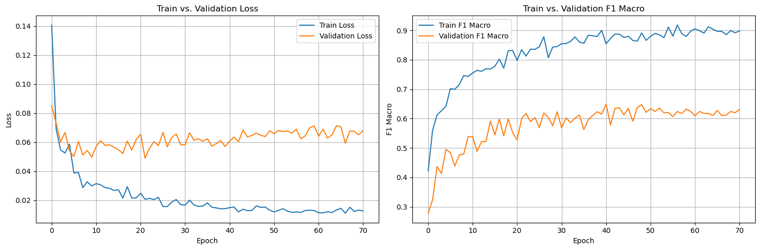 Train vs. Validation Loss
Train Loss
Validation Loss
0.14
0.12
0.10
0.08
0.06
0.04
0.02
Loss
0 10 20 30 40 50 60 70
Epoch
Train vs. Validation F1 Macro
Train F1 Macro
Validation F1 Macro
0.9
0.8
0.7
0.6
0.5
0.4
0.3
F1 Macro
0 10 20 30 40 50 60 70
Epoch